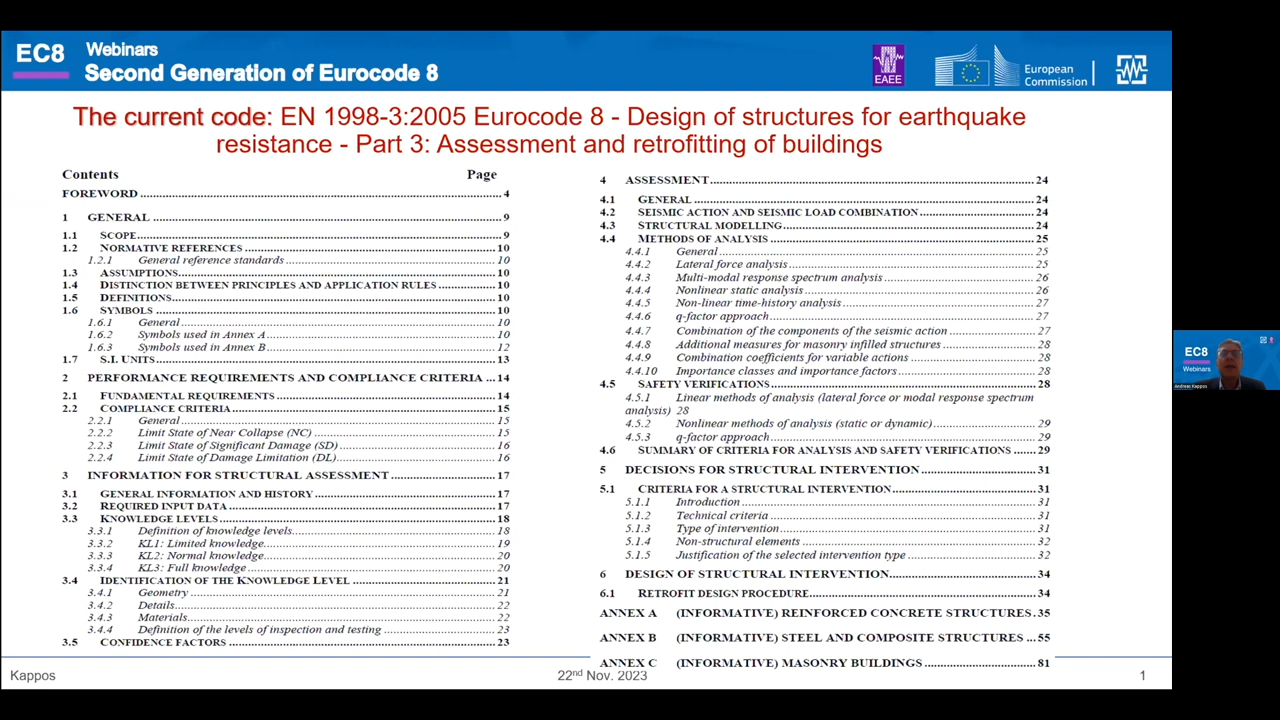 EC8
Webinars
Second Generation of Eurocode 8
EAEE
European
Commission
The current code: EN 1998-3:2005 Eurocode 8 - Design of structures for earthquake
resistance - Part 3: Assessment and retrofitting of buildings
Contents Page
FOREWORD 4
1 GENERAL 9
1.1 SCOPE 9
1.2 NORMATIVE REFERENCES 10
1.2.1 General reference standards 10
1.3 ASSUMPTIONS 10
1.4 DISTINCTION BETWEEN PRINCIPLES AND APPLICATION RULES 10
1.5 DEFINITIONS 10
1.6 SYMBOLS 10
1.6.1 General 10
1.6.2 Symbols used in Annex A 10
1.6.3 Symbols used in Annex B 12
1.7 S.I. UNITS 13
2 PERFORMANCE REQUIREMENTS AND COMPLIANCE CRITERIA ... 14
2.1 FUNDAMENTAL REQUIREMENTS 14
2.2 COMPLIANCE CRITERIA 15
2.2.1 General 15
2.2.2 Limit State of Near Collapse (NC) 15
2.2.3 Limit State of Significant Damage (SD) 16
2.2.4 Limit State of Damage Limitation (DL) 16
3 INFORMATION FOR STRUCTURAL ASSESSMENT 17
3.1 GENERAL INFORMATION AND HISTORY 17
3.2 REQUIRED INPUT DATA 17
3.3 KNOWLEDGE LEVELS 18
3.3.1 Definition of knowledge levels 18
3.3.2 KL1: Limited knowledge 19
3.3.3 KL2: Normal knowledge 20
3.3.4 KL3: Full knowledge 20
3.4 IDENTIFICATION OF THE KNOWLEDGE LEVEL 21
3.4.1 Geometry 21
3.4.2 Details 22
3.4.3 Materials 22
3.4.4 Definition of the levels of inspection and testing 23
3.5 CONFIDENCE FACTORS 23
4 ASSESSMENT 24
4.1 GENERAL 24
4.2 SEISMIC ACTION AND SEISMIC LOAD COMBINATION 24
4.3 STRUCTURAL MODELLING 24
4.4 METHODS OF ANALYSIS 25
4.4.1 General 25
4.4.2 Lateral force analysis 25
4.4.3 Multi-modal response spectrum analysis 26
4.4.4 Nonlinear static analysis 26
4.4.5 Non-linear time-history analysis 27
4.4.6 q-factor approach 27
4.4.7 Combination of the components of the seismic action 27
4.4.8 Additional measures for masonry infilled structures 28
4.4.9 Combination coefficients for variable actions 28
4.4.10 Importance classes and importance factors 28
4.5 SAFETY VERIFICATIONS 28
4.5.1 Linear methods of analysis (lateral force or modal response spectrum
analysis) 28
4.5.2 Nonlinear methods of analysis (static or dynamic) 29
4.5.3 q-factor approach 29
4.6 SUMMARY OF CRITERIA FOR ANALYSIS AND SAFETY VERIFICATIONS 29
5 DECISIONS FOR STRUCTURAL INTERVENTION 31
5.1 CRITERIA FOR A STRUCTURAL INTERVENTION 31
5.1.1 Introduction 31
5.1.2 Technical criteria 31
5.1.3 Type of intervention 31
5.1.4 Non-structural elements 32
5.1.5 Justification of the selected intervention type 32
6 DESIGN OF STRUCTURAL INTERVENTION 34
6.1 RETROFIT DESIGN PROCEDURE 34
ANNEX A (INFORMATIVE) REINFORCED CONCRETE STRUCTURES. 35
ANNEX B (INFORMATIVE) STEEL AND COMPOSITE STRUCTURES ... 55
ANNEX C (INFORMATIVE) MASONRY BUILDINGS 81
Kappos 22nd Nov. 2023 1
EC8
Webinars
Andreas Kappos